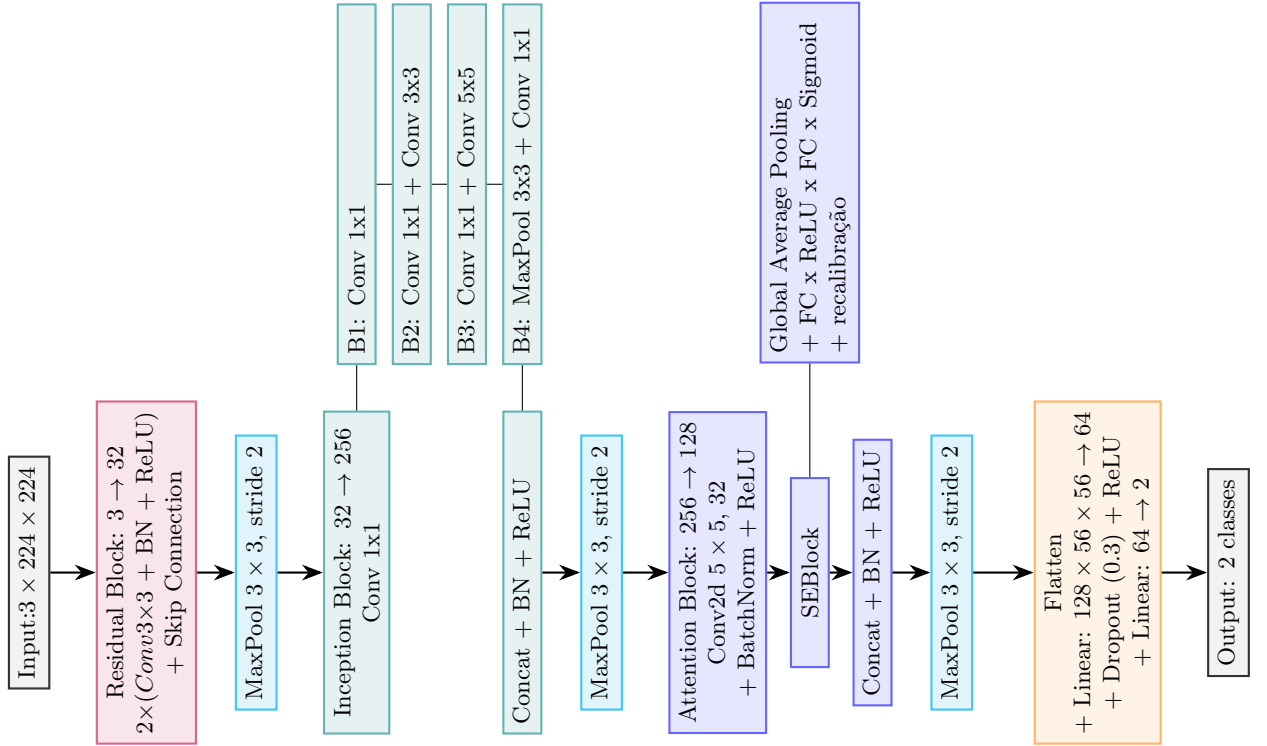 Input:3 × 224 × 224
Residual Block: 3 → 32
2×(Conv3×3 + BN + ReLU)
+ Skip Connection
MaxPool 3 × 3, stride 2
Inception Block: 32 → 256
Conv 1x1
B1: Conv 1x1
B2: Conv 1x1 + Conv 3x3
B3: Conv 1x1 + Conv 5x5
B4: MaxPool 3x3 + Conv 1x1
Concat + BN + ReLU
MaxPool 3 × 3, stride 2
Attention Block: 256 → 128
Conv2d 5 × 5, 32
+ BatchNorm + ReLU
SEBlock
Global Average Pooling
+ FC x ReLU x FC x Sigmoid
+ recalibração
Concat + BN + ReLU
MaxPool 3 × 3, stride 2
Flatten
+ Linear: 128 × 56 × 56 → 64
+ Dropout (0.3) + ReLU
+ Linear: 64 → 2
Output: 2 classes